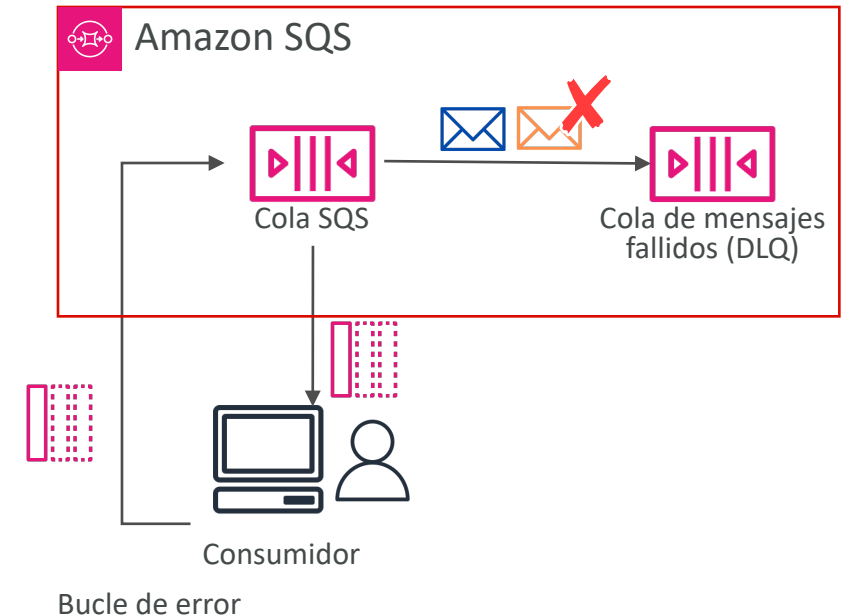 Amazon SQS
Cola SQS
Cola de mensajes
fallidos (DLQ)
Consumidor
Bucle de error